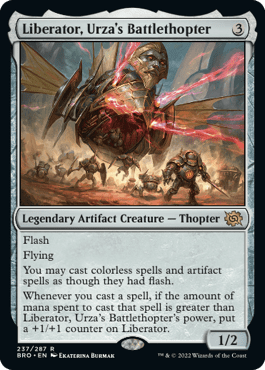 Liberator, Urza's Battlethopter 3
Legendary Artifact Creature — Thopter
Flash
Flying
You may cast colorless spells and artifact
spells as though they had flash.
Whenever you cast a spell, if the amount of
mana spent to cast that spell is greater than
Liberator, Urza's Battlethopter's power, put
a +1/+1 counter on Liberator.
1/2
237/287 R
BRO • EN Ekaterina Burmak
™ & © 2022 Wizards of the Coast